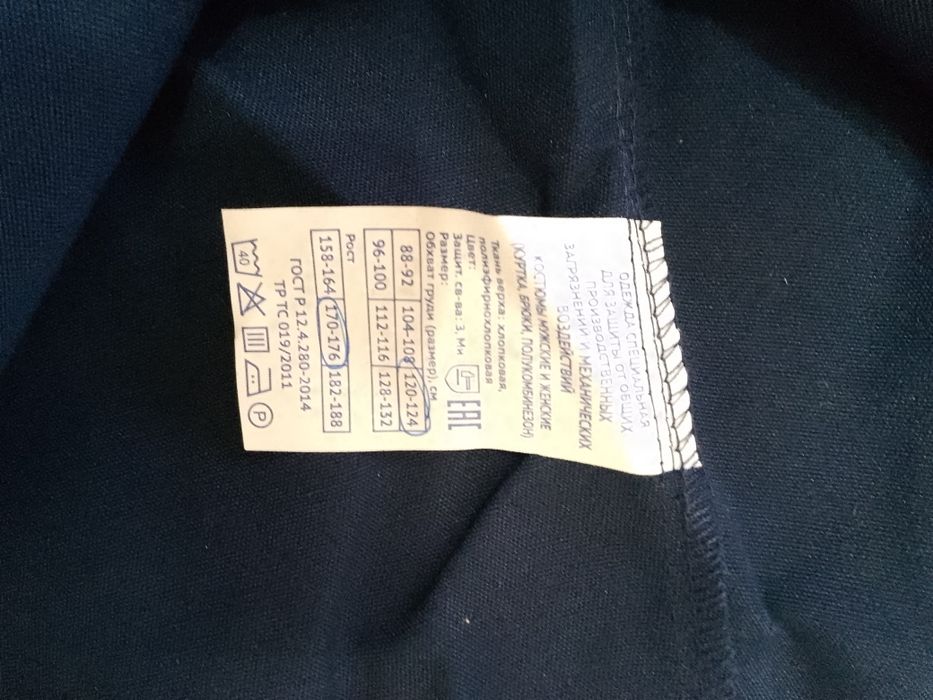 ОДЕЖДА СПЕЦИАЛЬНАЯ
ДЛЯ ЗАЩИТЫ ОТ ОБЩИХ
ПРОИЗВОДСТВЕННЫХ
ЗАГРЯЗНЕНИЙ И МЕХАНИЧЕСКИХ
ВОЗДЕЙСТВИЙ
КОСТЮМЫ МУЖСКИЕ И ЖЕНСКИЕ
(КУРТКА, БРЮКИ, ПОЛУКОМБИНЕЗОН)
Ткань верха: хлопковая,
полиэфирнохлопковая
Цвет:
Защит. св-ва: З, Ми
EAC
Размер:
Обхват груди (размер), см
88-92 104-108 120-124
96-100 112-116 128-132
Рост
158-164 170-176 182-188
ГОСТ Р 12.4.280-2014
ТР ТС 019/2011
40 P